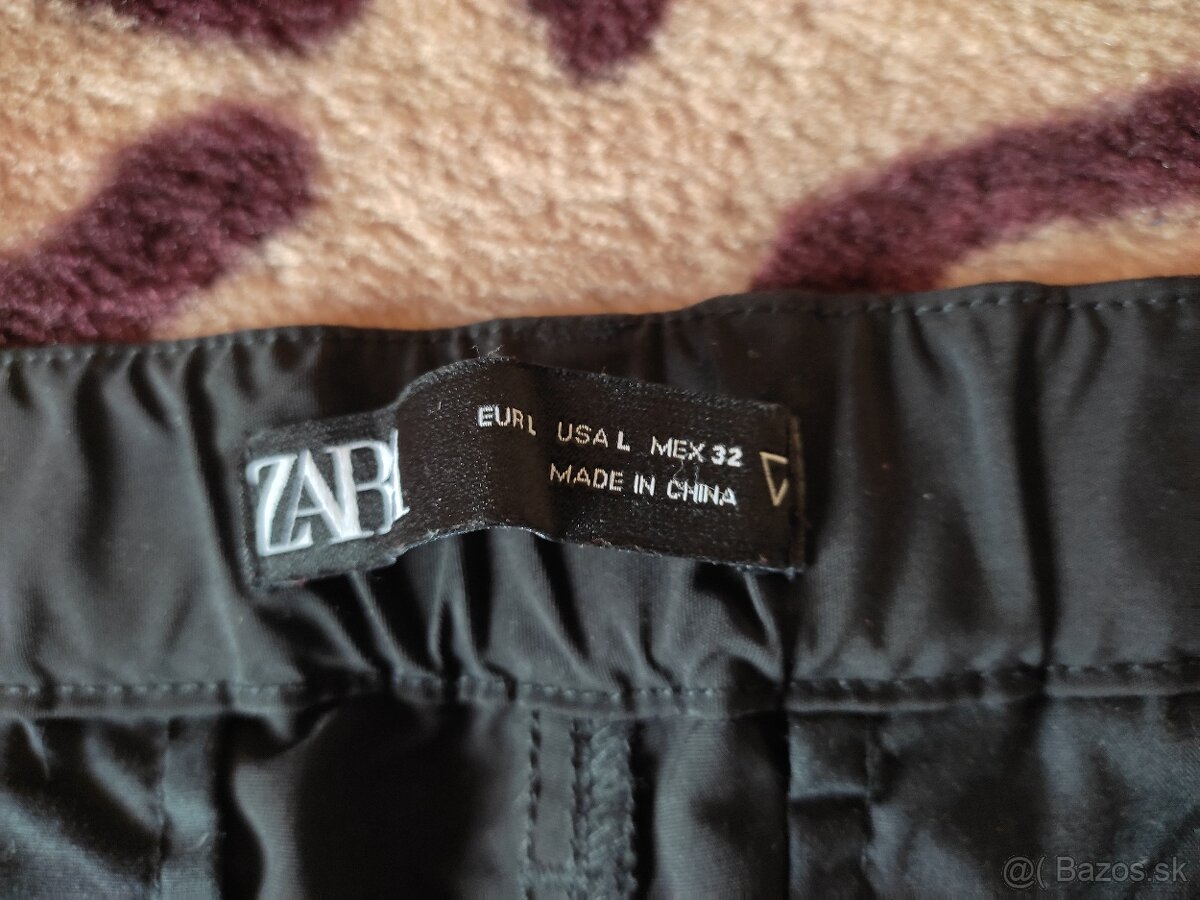 ZARA
EUR L USA L MEX 32
MADE IN CHINA
@( Bazos.sk